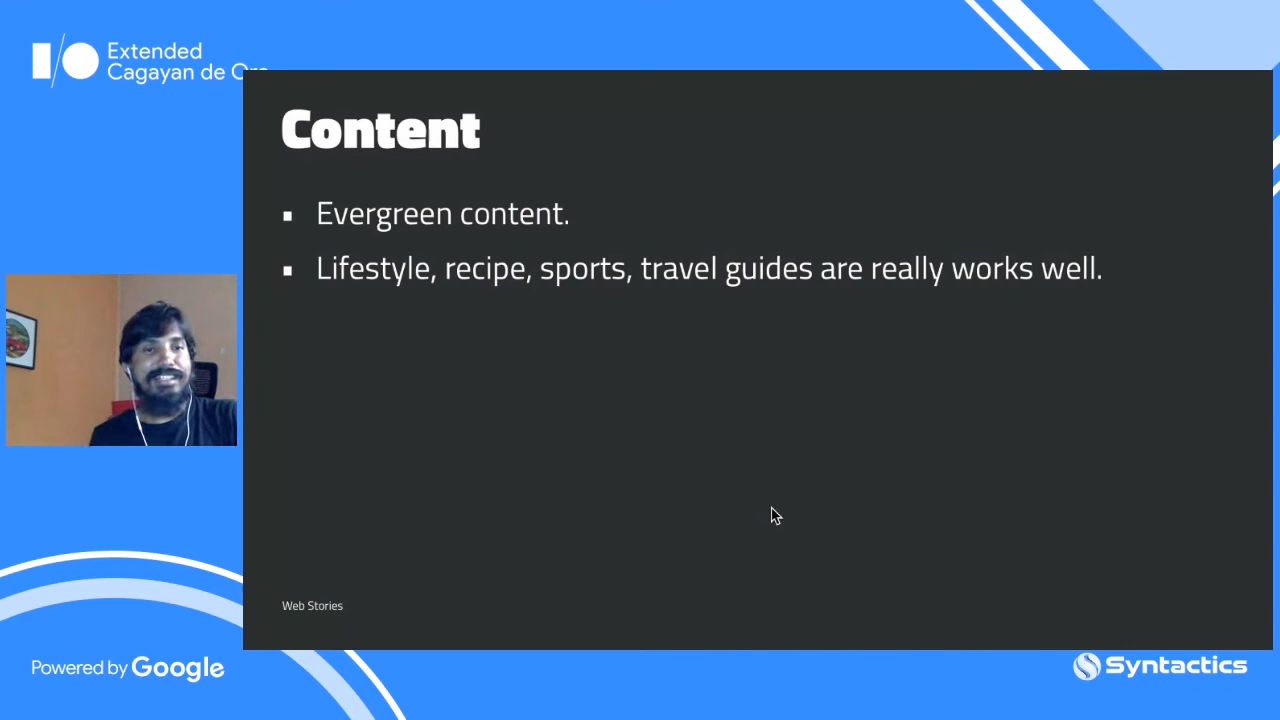 I/O Extended
Cagayan de Oro
Content
▪ Evergreen content.
▪ Lifestyle, recipe, sports, travel guides are really works well.
Web Stories
Powered by Google
Syntactics